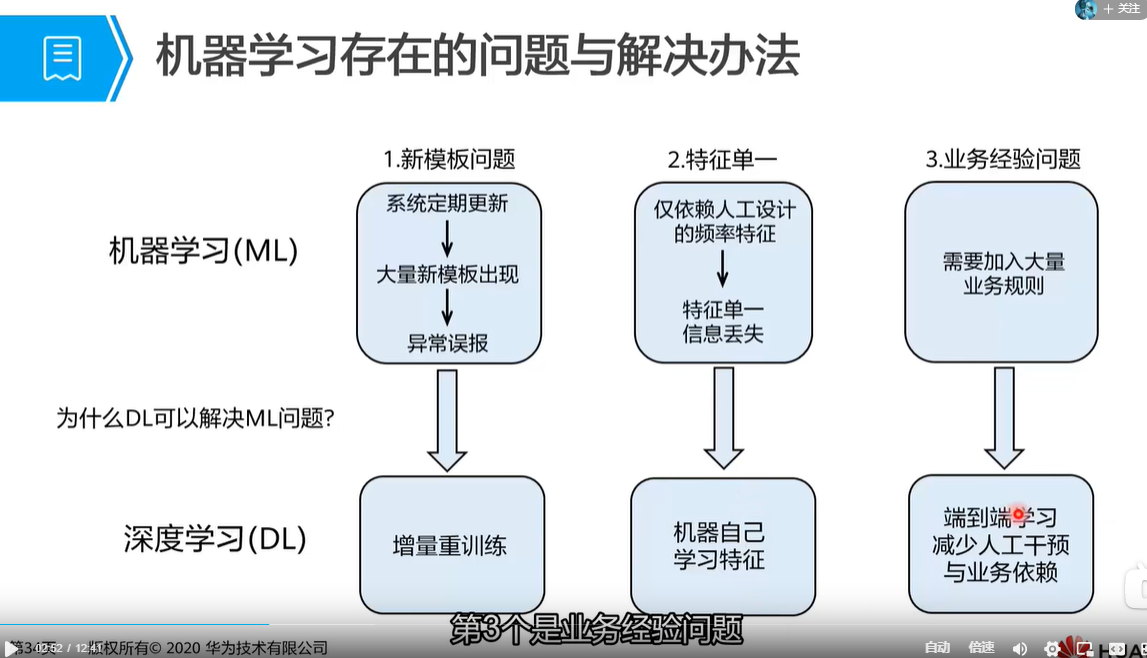 + 关注
机器学习存在的问题与解决办法
1.新模板问题
2.特征单一
3.业务经验问题
机器学习(ML)
系统定期更新
大量新模板出现
异常误报
仅依赖人工设计
的频率特征
特征单一
信息丢失
需要加入大量
业务规则
为什么DL可以解决ML问题?
深度学习(DL)
增量重训练
机器自己
学习特征
端到端学习
减少人工干预
与业务依赖
第3个是业务经验问题
第34页
02:52 / 12:41
版权所有© 2020 华为技术有限公司
自动
倍速